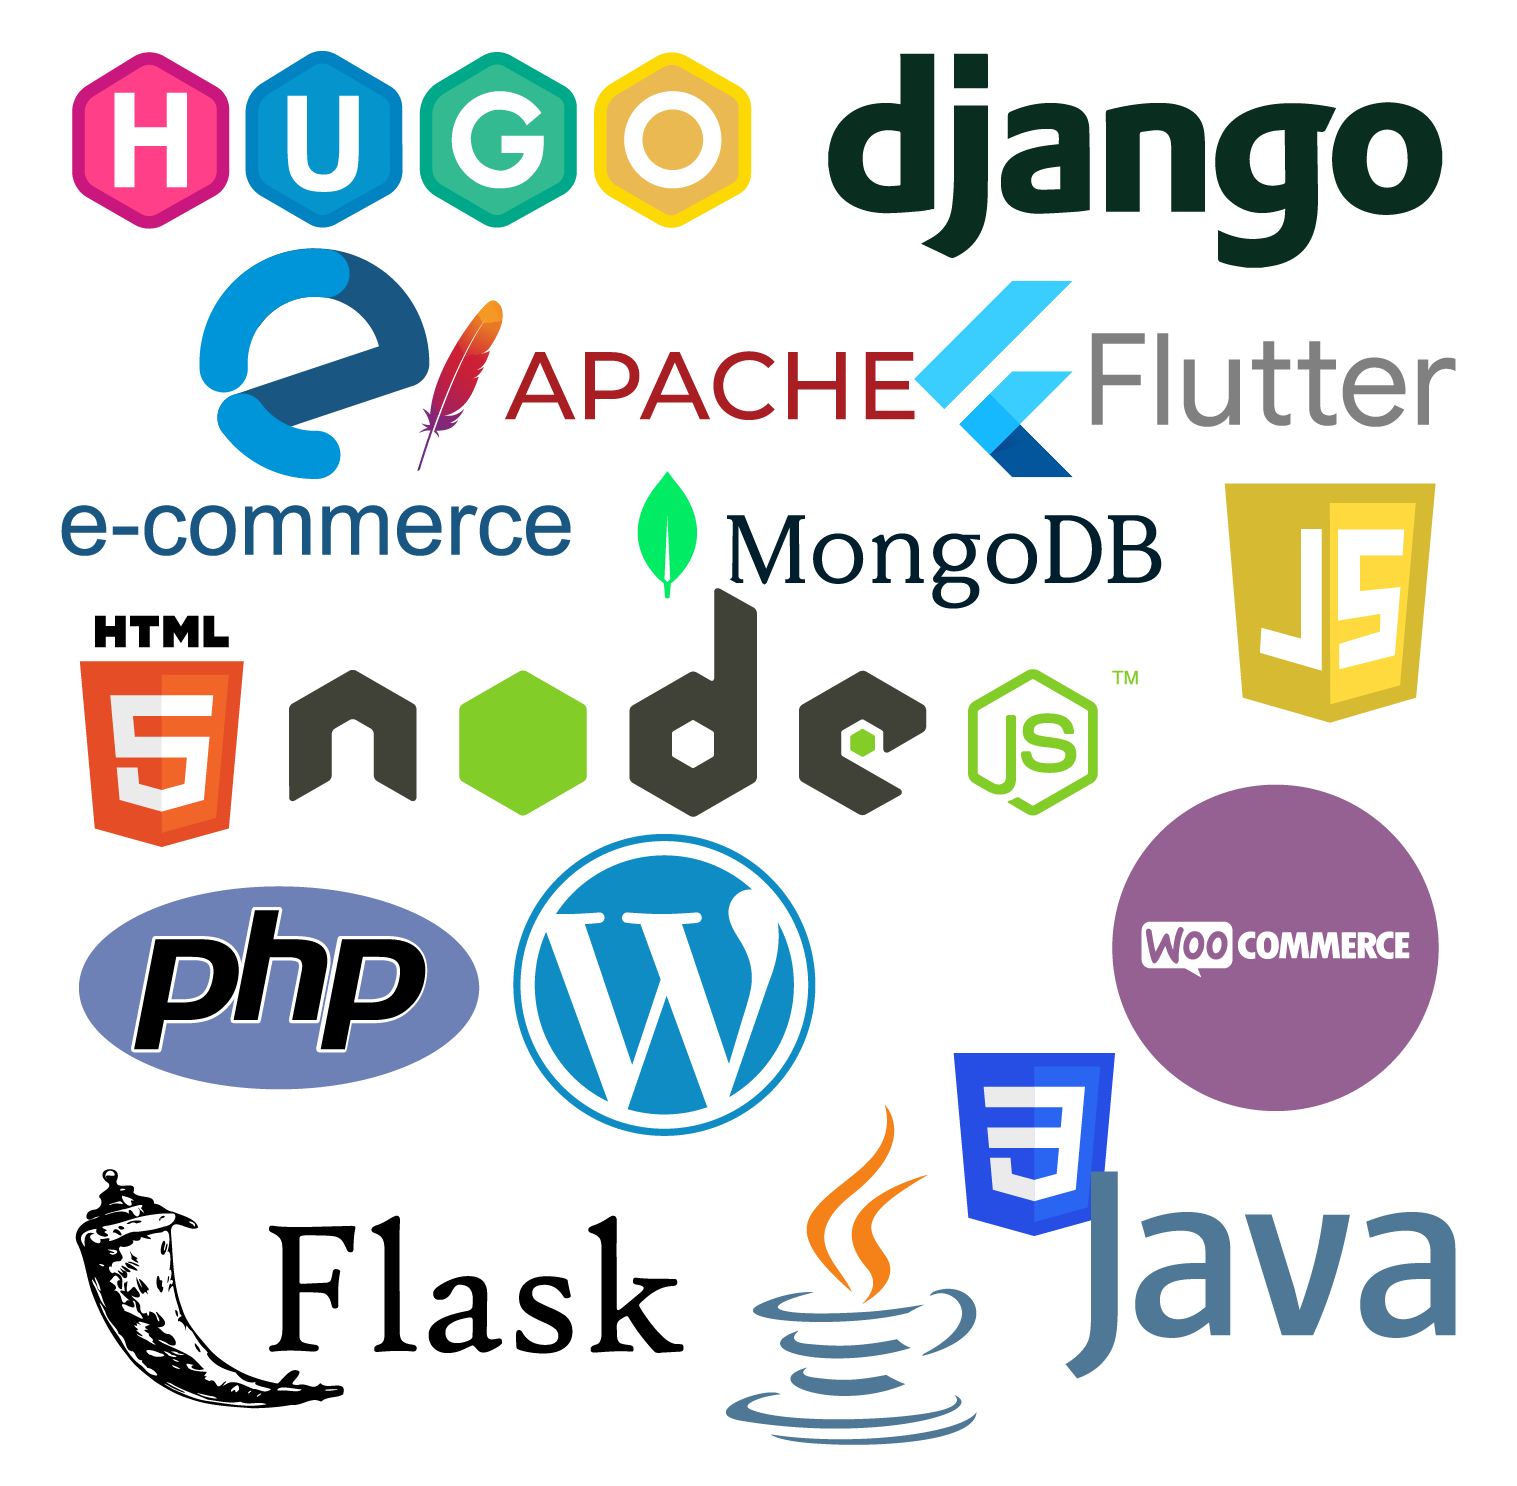 HUGO
django
e
APACHE
Flutter
e-commerce
MongoDB
JS
HTML
5
node
JS
TM
php
W
WOO COMMERCE
3
Flask
Java